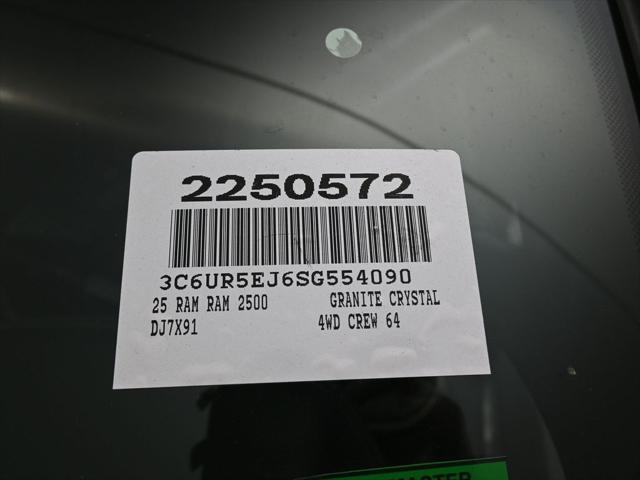 2250572
3C6UR5EJ6SG554090
25 RAM RAM 2500 GRANITE CRYSTAL
DJ7X91 4WD CREW 64